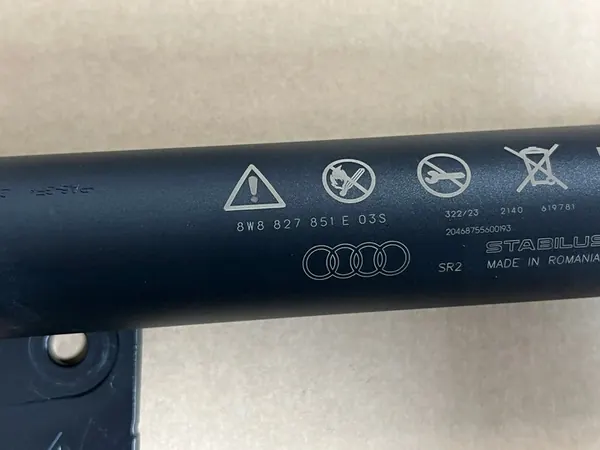 8W8 827 851 E 03S
322/23 2140 619781
20468755600193
STABILUS
SR2 MADE IN ROMANIA